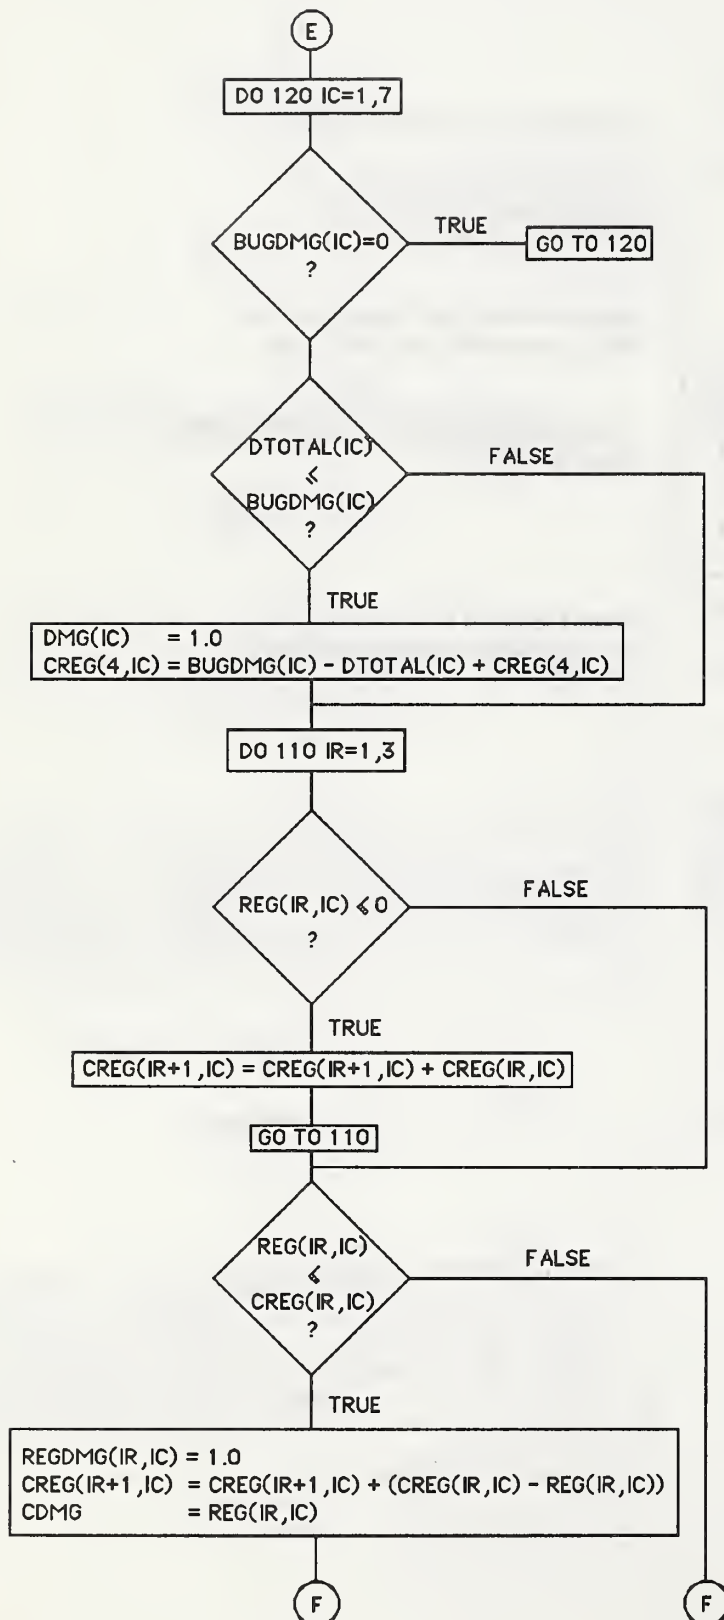 E
DO 120 IC=1,7
BUGDMG(IC)=0
?
TRUE
GO TO 120
DTOTAL(IC)
≤
BUGDMG(IC)
?
FALSE
TRUE
DMG(IC) = 1.0
CREG(4,IC) = BUGDMG(IC) - DTOTAL(IC) + CREG(4,IC)
DO 110 IR=1,3
REG(IR,IC) ≤ 0
?
FALSE
TRUE
CREG(IR+1,IC) = CREG(IR+1,IC) + CREG(IR,IC)
GO TO 110
REG(IR,IC)
≤
CREG(IR,IC)
?
FALSE
TRUE
REGDMG(IR,IC) = 1.0
CREG(IR+1,IC) = CREG(IR+1,IC) + (CREG(IR,IC) - REG(IR,IC))
CDMG = REG(IR,IC)
F
F